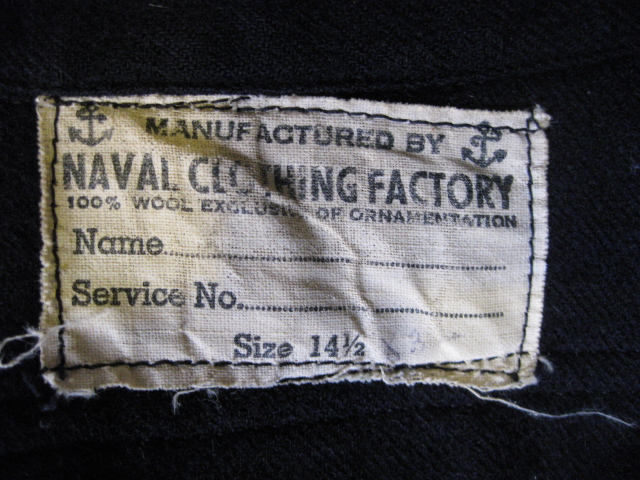 MANUFACTURED BY
NAVAL CLOTHING FACTORY
100% WOOL EXCLUSIVE OF ORNAMENTATION
Name
Service No.
Size 14½